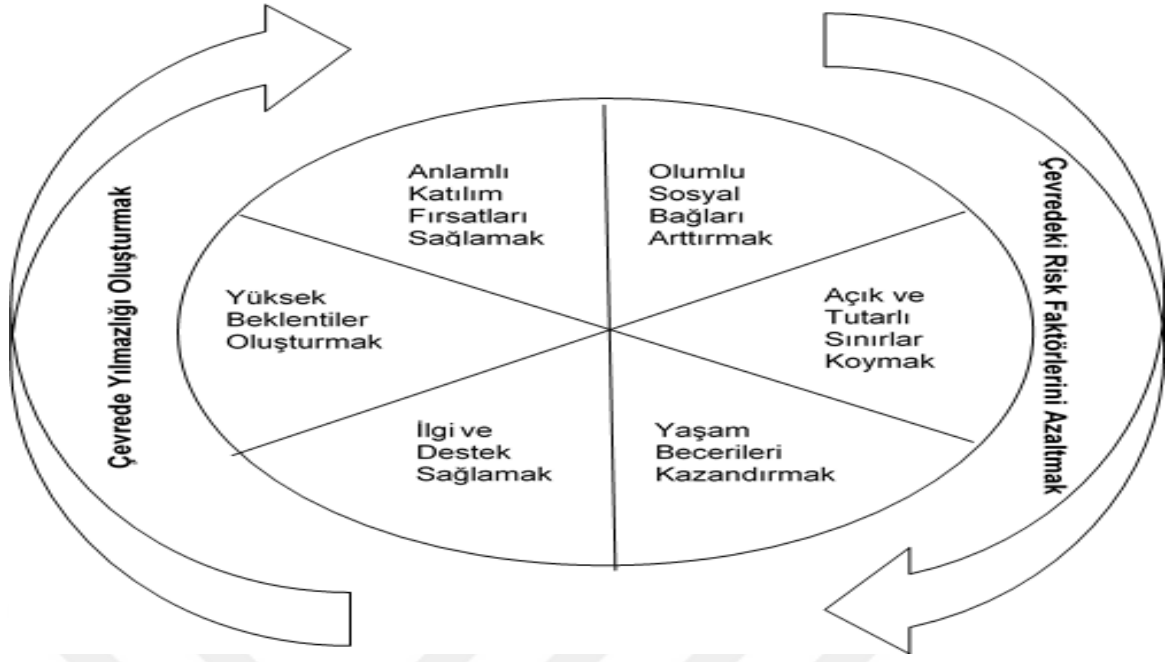 Çevrede Yılmazlığı Oluşturmak
Anlamlı
Katılım
Fırsatları
Sağlamak
Olumlu
Sosyal
Bağları
Arttırmak
Yüksek
Beklentiler
Oluşturmak
Açık ve
Tutarlı
Sınırlar
Koymak
İlgi ve
Destek
Sağlamak
Yaşam
Becerileri
Kazandırmak
Çevredeki Risk Faktörlerini Azaltmak